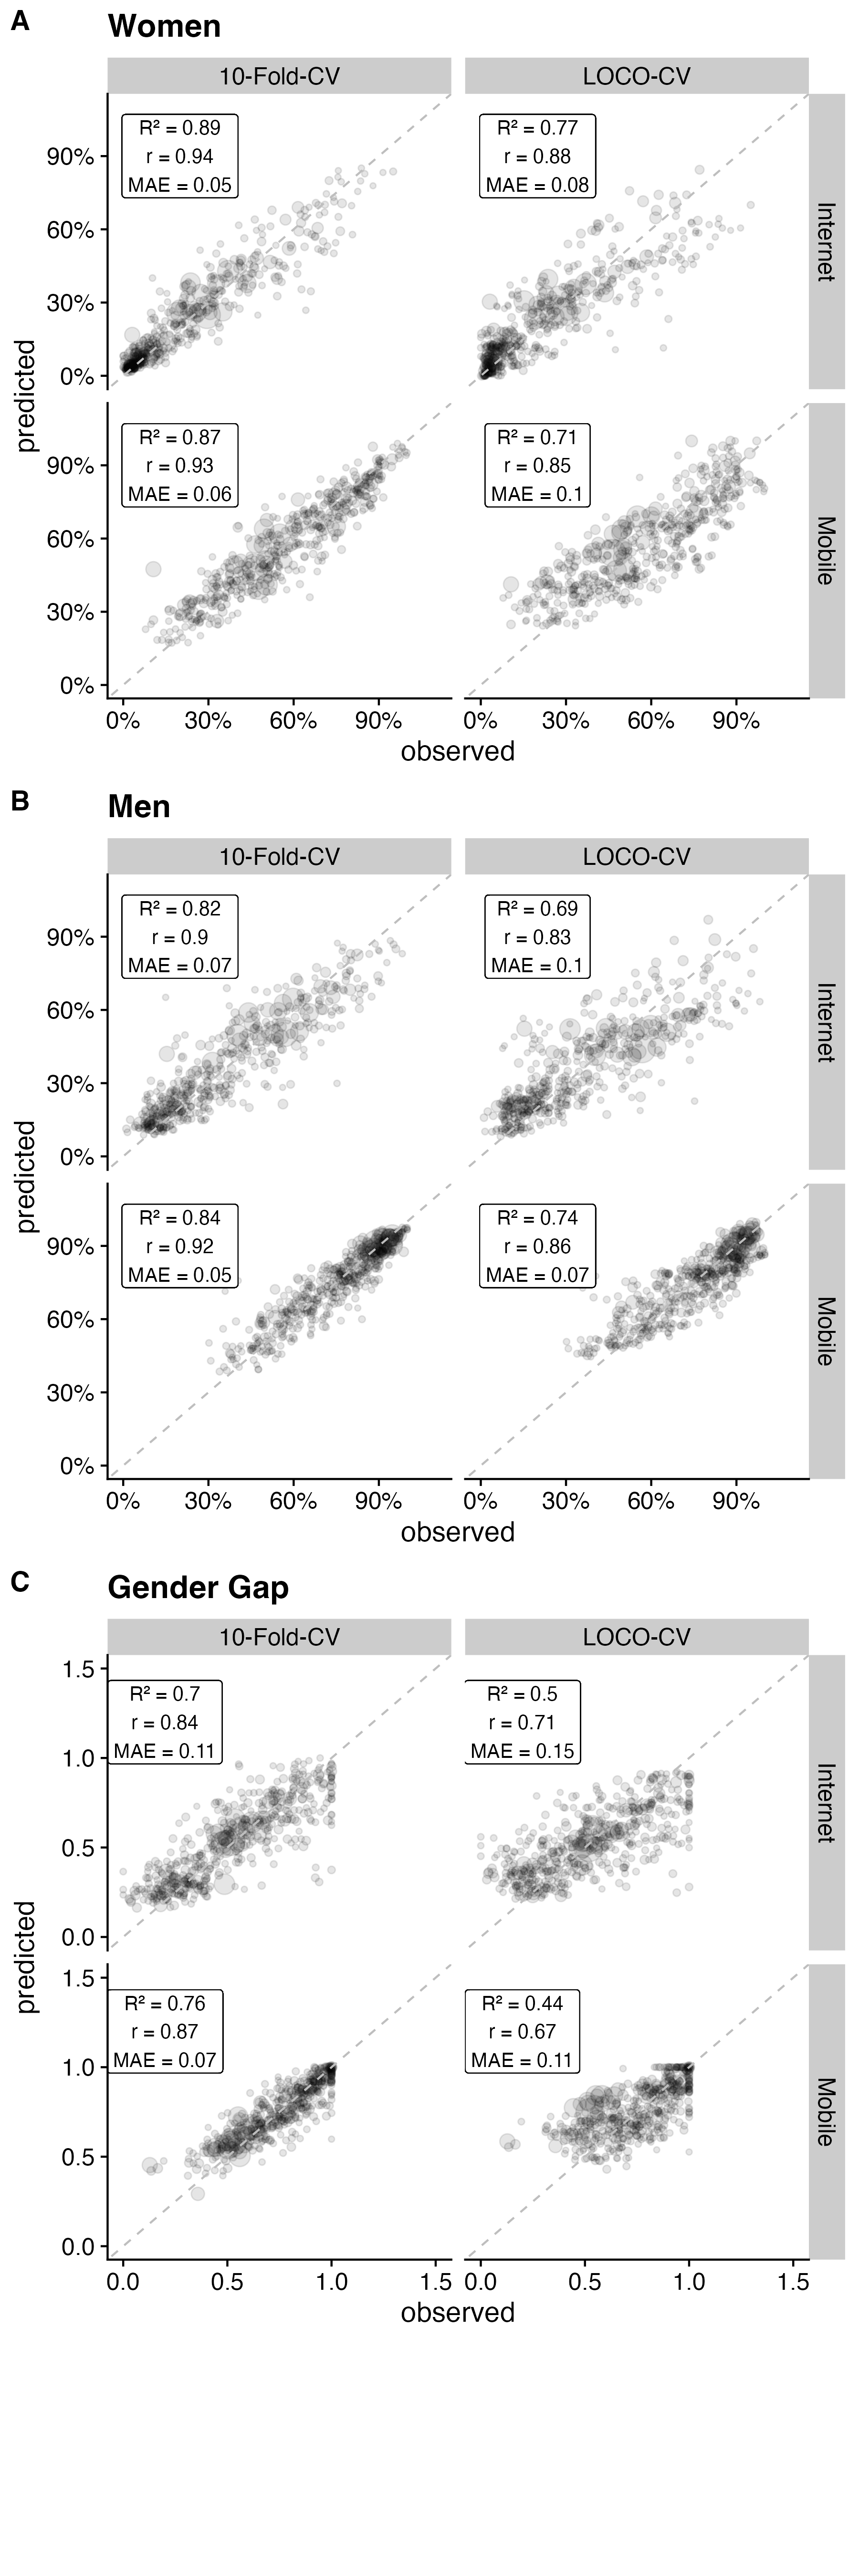 A
Women
10-Fold-CV
LOCO-CV
R² = 0.89
r = 0.94
MAE = 0.05
R² = 0.77
r = 0.88
MAE = 0.08
90%
60%
30%
0%
Internet
R² = 0.87
r = 0.93
MAE = 0.06
R² = 0.71
r = 0.85
MAE = 0.1
90%
60%
30%
0%
Mobile
predicted
0% 30% 60% 90%
0% 30% 60% 90%
observed
B
Men
10-Fold-CV
LOCO-CV
R² = 0.82
r = 0.9
MAE = 0.07
R² = 0.69
r = 0.83
MAE = 0.1
90%
60%
30%
0%
Internet
R² = 0.84
r = 0.92
MAE = 0.05
R² = 0.74
r = 0.86
MAE = 0.07
90%
60%
30%
0%
Mobile
predicted
0% 30% 60% 90%
0% 30% 60% 90%
observed
C
Gender Gap
10-Fold-CV
LOCO-CV
R² = 0.7
r = 0.84
MAE = 0.11
R² = 0.5
r = 0.71
MAE = 0.15
1.5
1.0
0.5
0.0
Internet
R² = 0.76
r = 0.87
MAE = 0.07
R² = 0.44
r = 0.67
MAE = 0.11
1.5
1.0
0.5
0.0
Mobile
predicted
0.0 0.5 1.0 1.5
0.0 0.5 1.0 1.5
observed